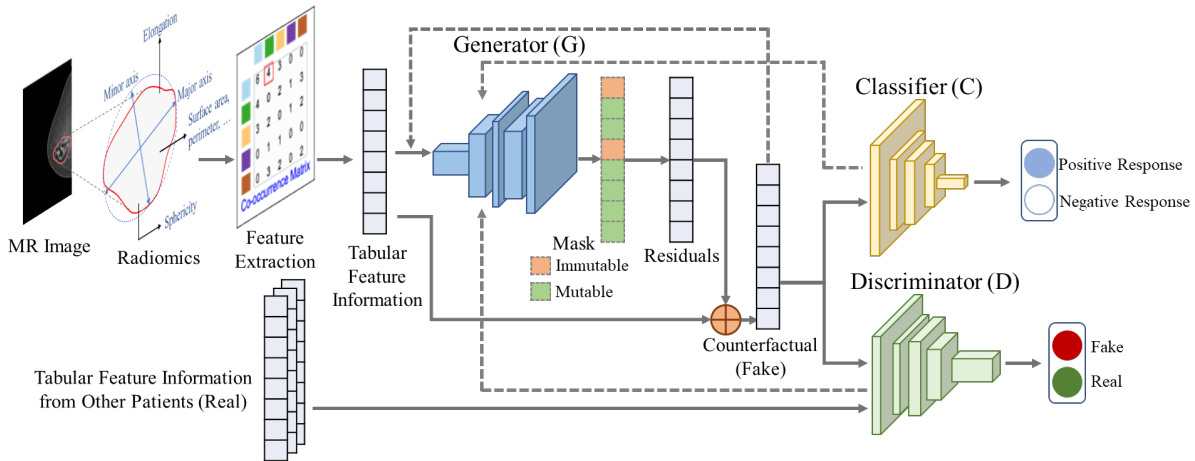 Elongation
Minor axis
Major axis
Surface area,
perimeter, ...
Sphericity
MR Image
Radiomics
6 4 3 0 0
4 0 2 1 3
3 2 0 1 2
0 1 1 0 0
0 3 2 0 2
Co-occurrence Matrix
Feature
Extraction
Tabular
Feature
Information
Generator (G)
Mask
Immutable
Mutable
Residuals
Counterfactual
(Fake)
Classifier (C)
Positive Response
Negative Response
Discriminator (D)
Fake
Real
Tabular Feature Information
from Other Patients (Real)